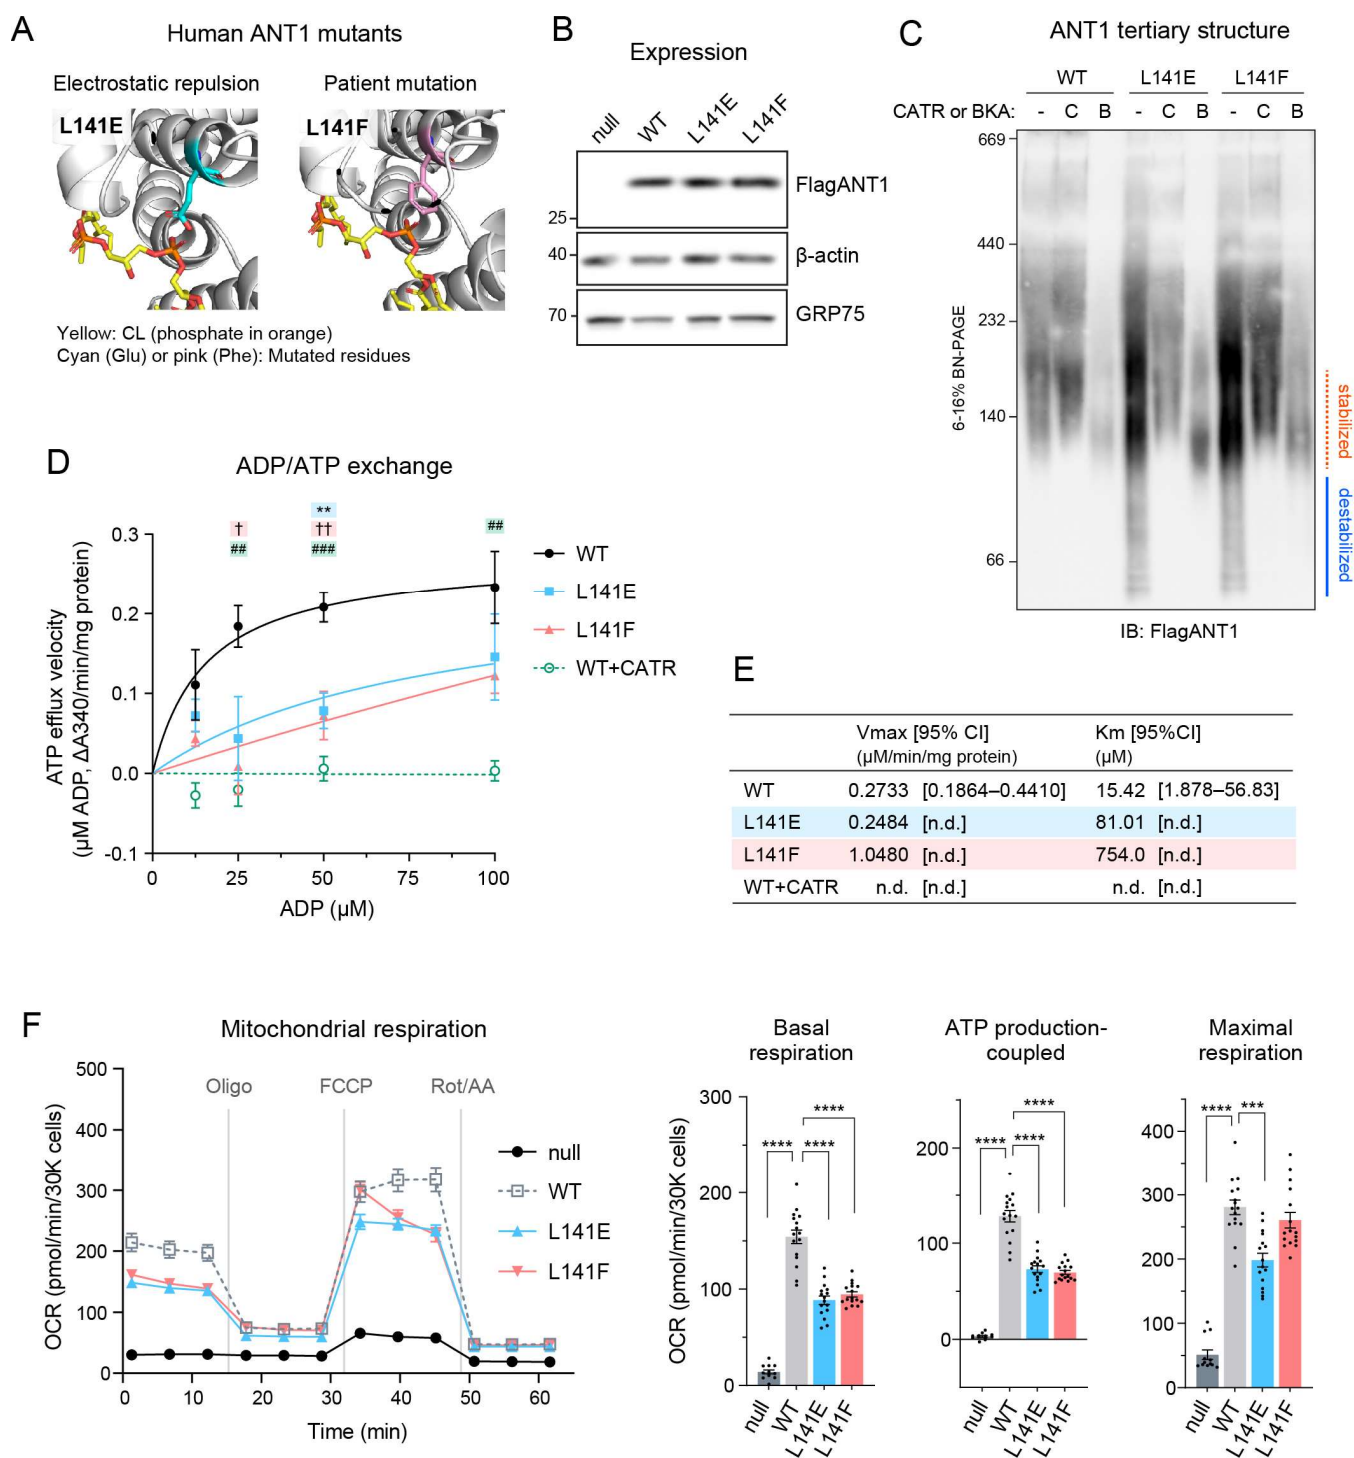 A
Human ANT1 mutants
Electrostatic repulsion
Patient mutation
L141E
L141F
Yellow: CL (phosphate in orange)
Cyan (Glu) or pink (Phe): Mutated residues
B
Expression
null
WT
L141E
L141F
FlagANT1
25
40
β-actin
70
GRP75
C
ANT1 tertiary structure
WT L141E L141F
CATR or BKA: - C B - C B - C B
669
440
232
140
66
6-16% BN-PAGE
stabilized
destabilized
IB: FlagANT1
D
ADP/ATP exchange
**
† †† ##
## ###
0.3
0.2
0.1
0.0
-0.1
ATP efflux velocity
(µM ADP, ΔA340/min/mg protein)
0 25 50 75 100
ADP (µM)
WT
L141E
L141F
WT+CATR
E
Vmax [95% CI] Km [95%CI]
(µM/min/mg protein) (µM)
WT 0.2733 [0.1864–0.4410] 15.42 [1.878–56.83]
L141E 0.2484 [n.d.] 81.01 [n.d.]
L141F 1.0480 [n.d.] 754.0 [n.d.]
WT+CATR n.d. [n.d.] n.d. [n.d.]
F
Mitochondrial respiration
500
400
300
200
100
0
OCR (pmol/min/30K cells)
Oligo FCCP Rot/AA
0 10 20 30 40 50 60
Time (min)
null
WT
L141E
L141F
Basal
respiration
300
200
100
0
OCR (pmol/min/30K cells)
****
**** ****
null WT L141E L141F
ATP production-
coupled
200
100
0
****
**** ****
null WT L141E L141F
Maximal
respiration
400
300
200
100
0
**** ***
null WT L141E L141F